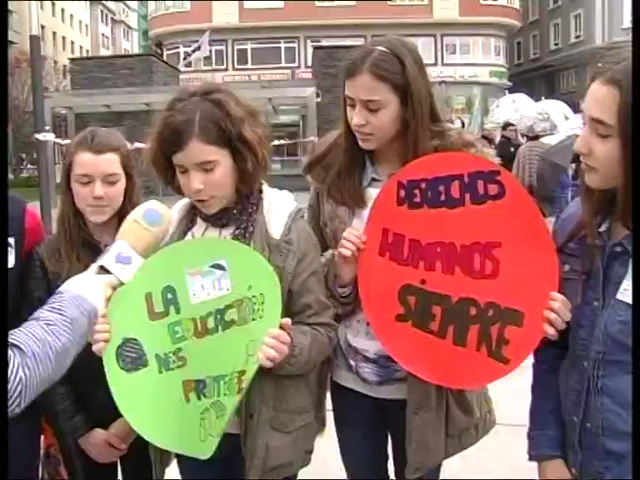 LA
EDUCACIÓN
NOS
PROTEGE
DERECHOS
HUMANOS
SIEMPRE